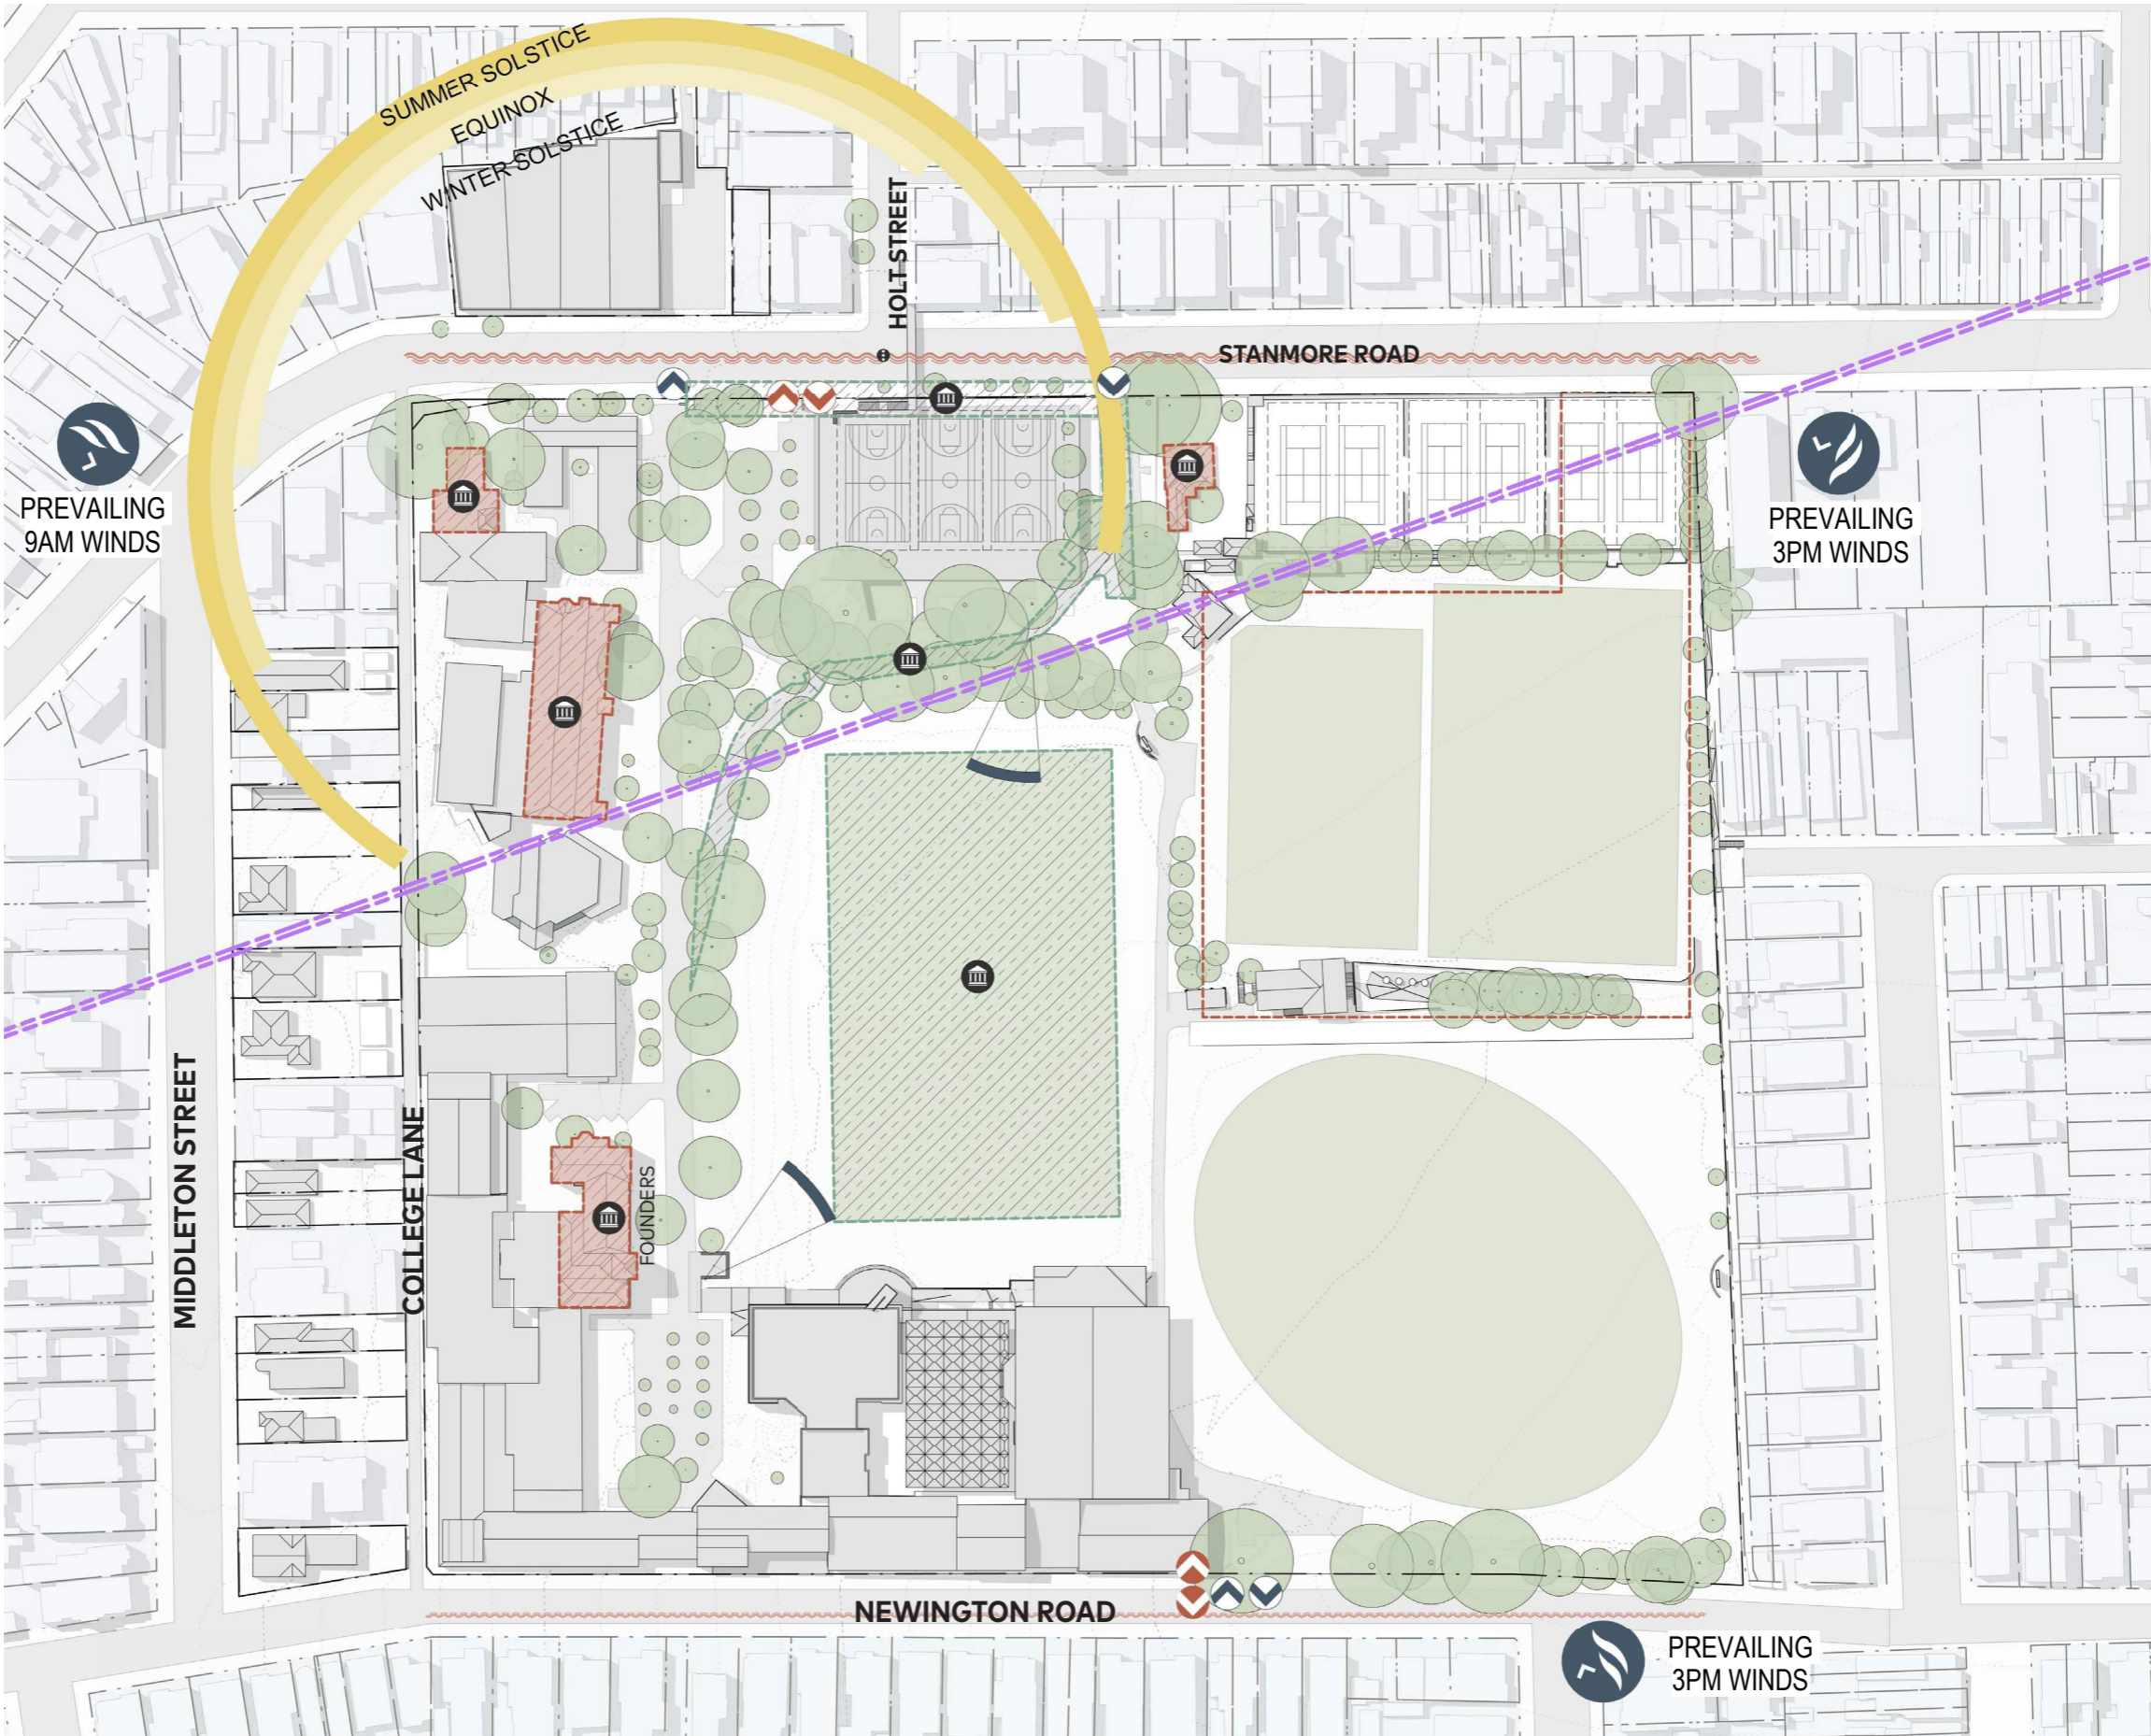 SUMMER SOLSTICE
EQUINOX
WINTER SOLSTICE
HOLT STREET
STANMORE ROAD
PREVAILING
9AM WINDS
PREVAILING
3PM WINDS
MIDDLETON STREET
COLLEGE LANE
FOUNDERS
NEWINGTON ROAD
PREVAILING
3PM WINDS